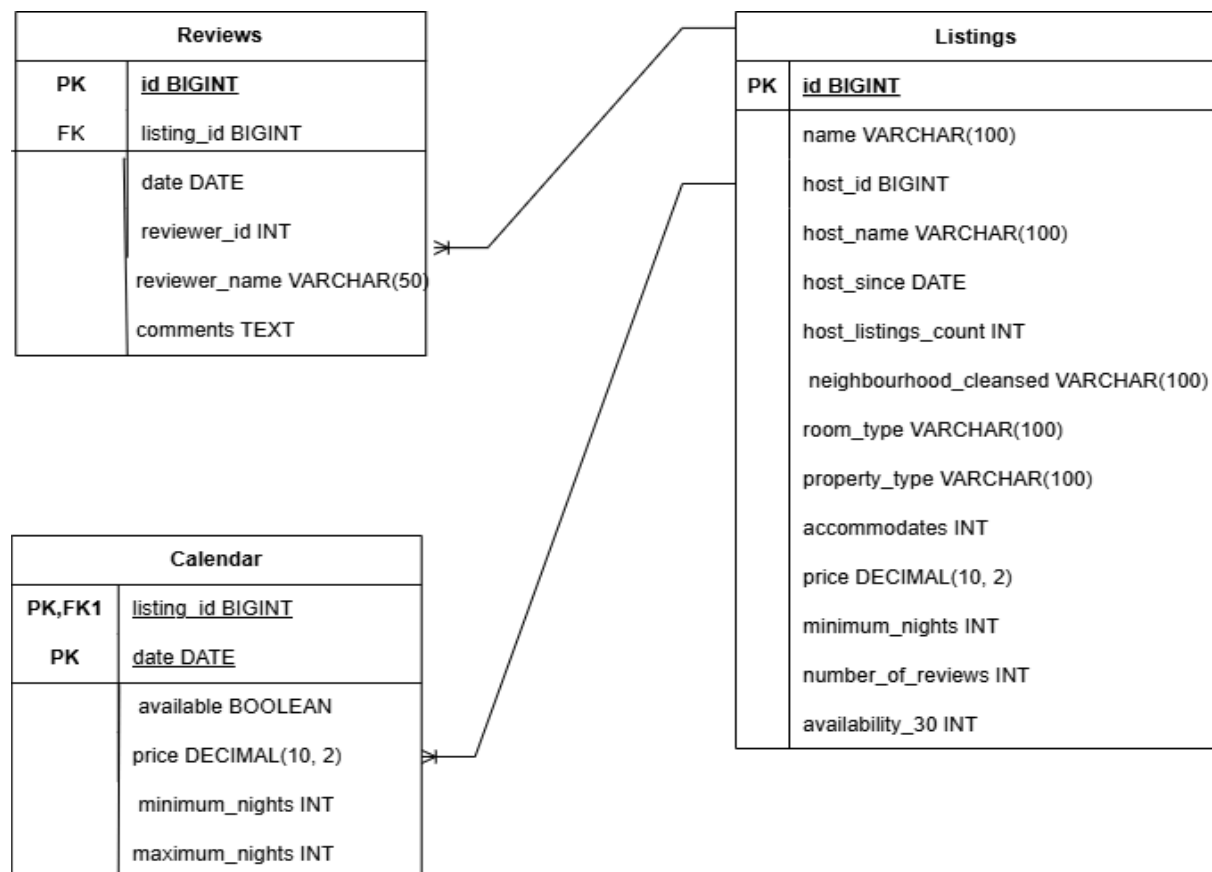 Reviews
PK id BIGINT
FK listing_id BIGINT
date DATE
reviewer_id INT
reviewer_name VARCHAR(50)
comments TEXT
Listings
PK id BIGINT
name VARCHAR(100)
host_id BIGINT
host_name VARCHAR(100)
host_since DATE
host_listings_count INT
neighbourhood_cleansed VARCHAR(100)
room_type VARCHAR(100)
property_type VARCHAR(100)
accommodates INT
price DECIMAL(10, 2)
minimum_nights INT
number_of_reviews INT
availability_30 INT
Calendar
PK,FK1 listing_id BIGINT
PK date DATE
available BOOLEAN
price DECIMAL(10, 2)
minimum_nights INT
maximum_nights INT